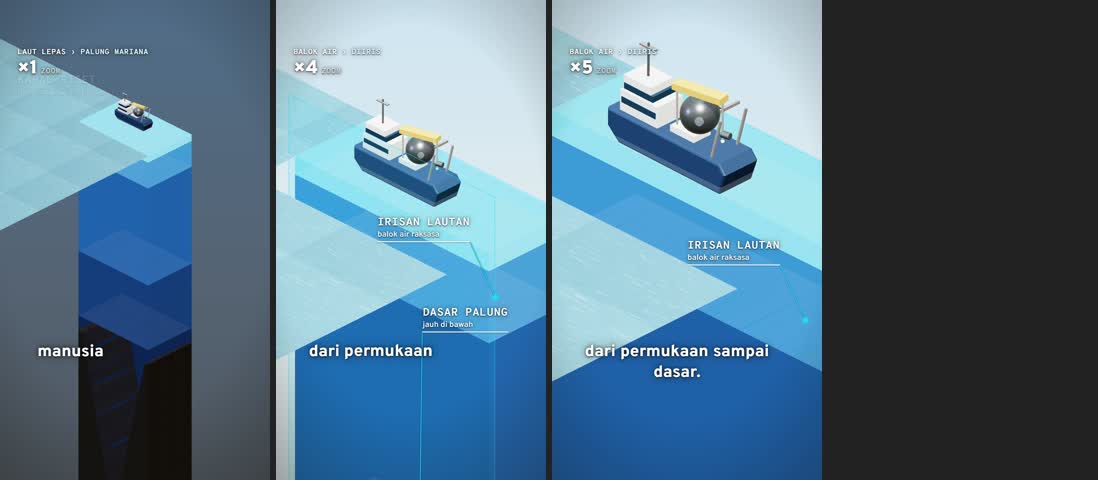 LAUT LEPAS › PALUNG MARIANA
×1 ZOOM
manusia
BALOK AIR › DIIRIS
×4 ZOOM
IRISAN LAUTAN
balok air raksasa
DASAR PALUNG
jauh di bawah
dari permukaan
BALOK AIR › DIIRIS
×5 ZOOM
IRISAN LAUTAN
balok air raksasa
dari permukaan sampai
dasar.